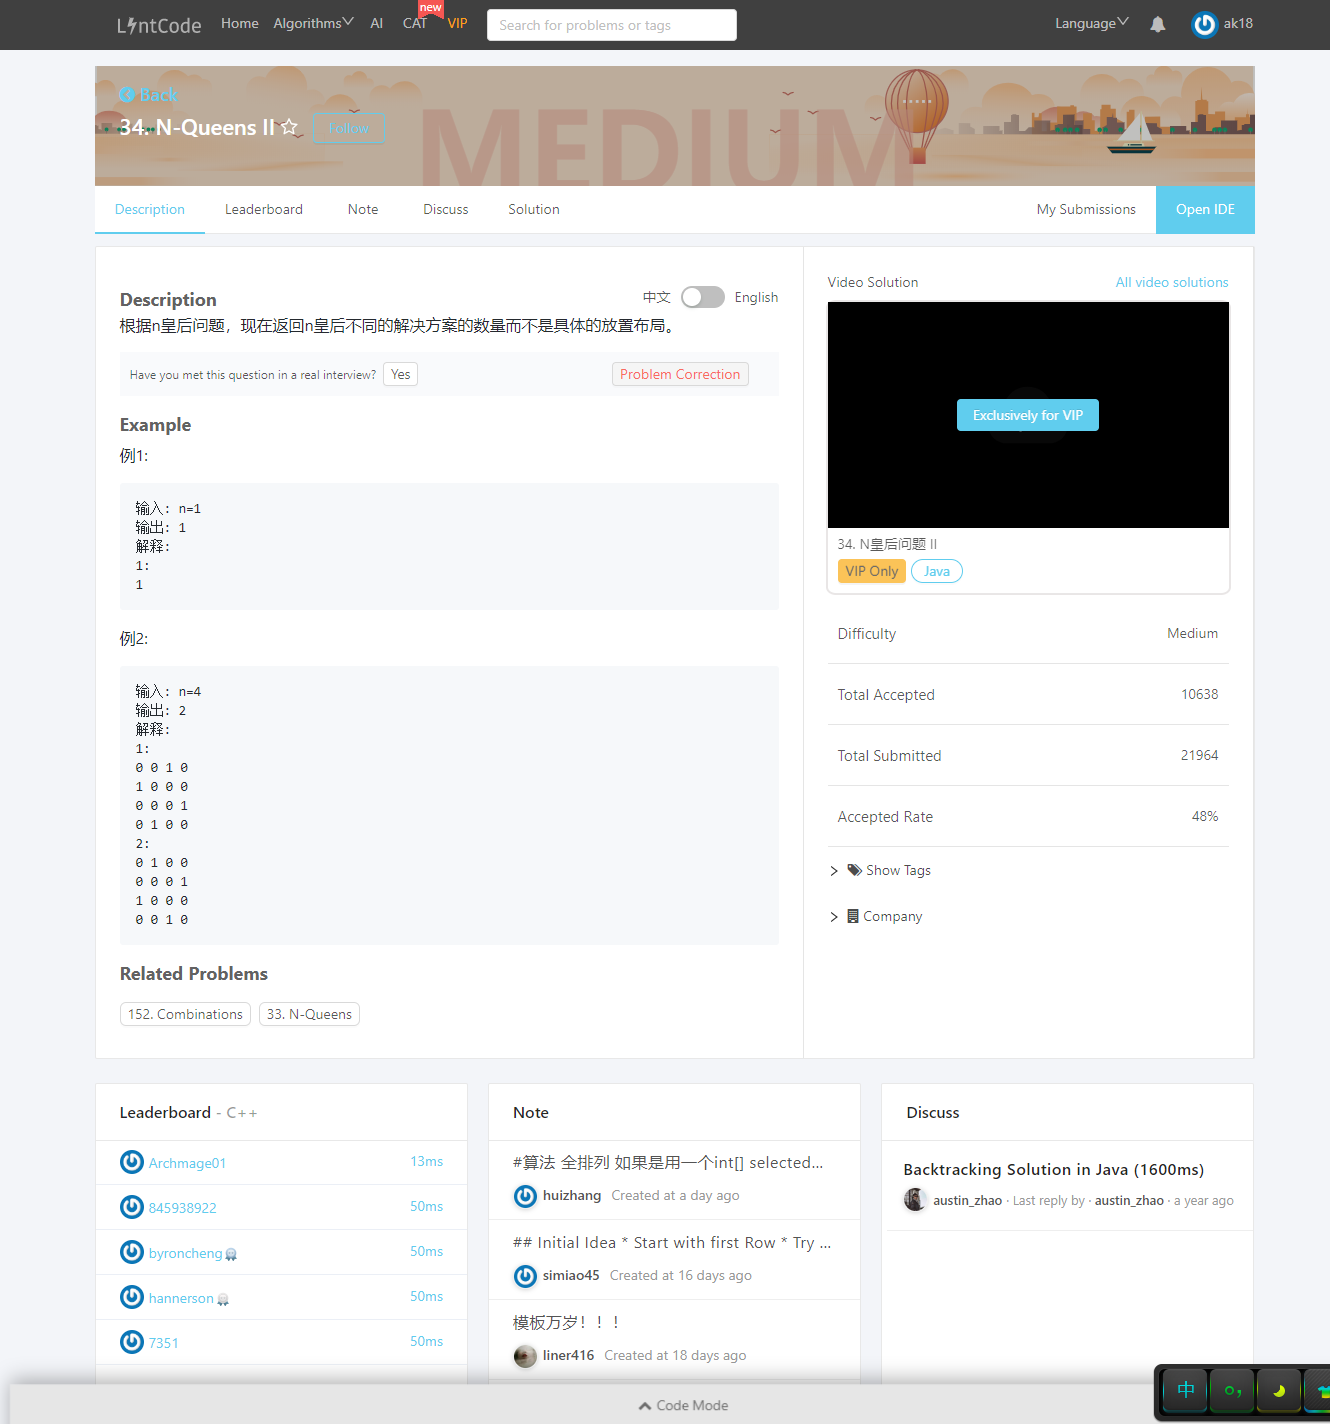 LintCode Home Algorithms AI CAT new VIP Search for problems or tags Language ak18
MEDIUM
Back
34. N-Queens II Follow
Description Leaderboard Note Discuss Solution My Submissions Open IDE
Description 中文 English
根据n皇后问题，现在返回n皇后不同的解决方案的数量而不是具体的放置布局。
Have you met this question in a real interview? Yes Problem Correction
Example
例1:
输入: n=1
输出: 1
解释:
1:
1
例2:
输入: n=4
输出: 2
解释:
1:
0 0 1 0
1 0 0 0
0 0 0 1
0 1 0 0
2:
0 1 0 0
0 0 0 1
1 0 0 0
0 0 1 0
Related Problems
152. Combinations 33. N-Queens
Video Solution All video solutions
Exclusively for VIP
34. N皇后问题 II
VIP Only Java
Difficulty Medium
Total Accepted 10638
Total Submitted 21964
Accepted Rate 48%
Show Tags
Company
Leaderboard - C++
Archmage01 13ms
845938922 50ms
byroncheng 50ms
hannerson 50ms
7351 50ms
Note
#算法 全排列 如果是用一个int[] selected...
huizhang Created at a day ago
## Initial Idea * Start with first Row * Try ...
simiao45 Created at 16 days ago
模板万岁！！！
liner416 Created at 18 days ago
Discuss
Backtracking Solution in Java (1600ms)
austin_zhao · Last reply by · austin_zhao · a year ago
Code Mode
中